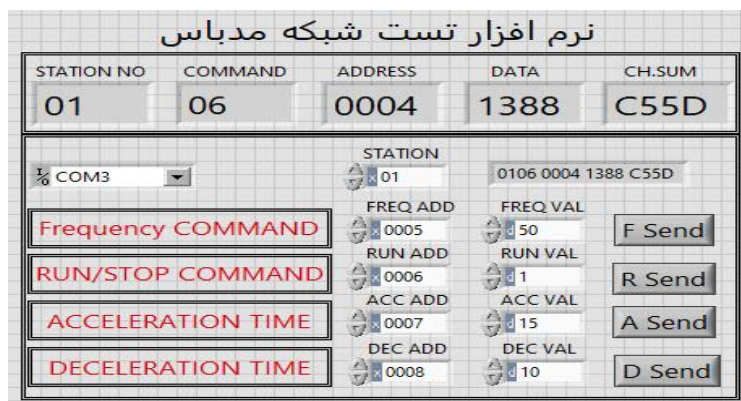 نرم افزار تست شبکه مدباس
STATION NO COMMAND ADDRESS DATA CH.SUM
01 06 0004 1388 C55D
STATION
COM3 x 01 0106 0004 1388 C55D
FREQ ADD FREQ VAL
Frequency COMMAND x 0005 d 50 F Send
RUN ADD RUN VAL
RUN/STOP COMMAND x 0006 d 1 R Send
ACC ADD ACC VAL
ACCELERATION TIME x 0007 d 15 A Send
DEC ADD DEC VAL
DECELERATION TIME x 0008 d 10 D Send